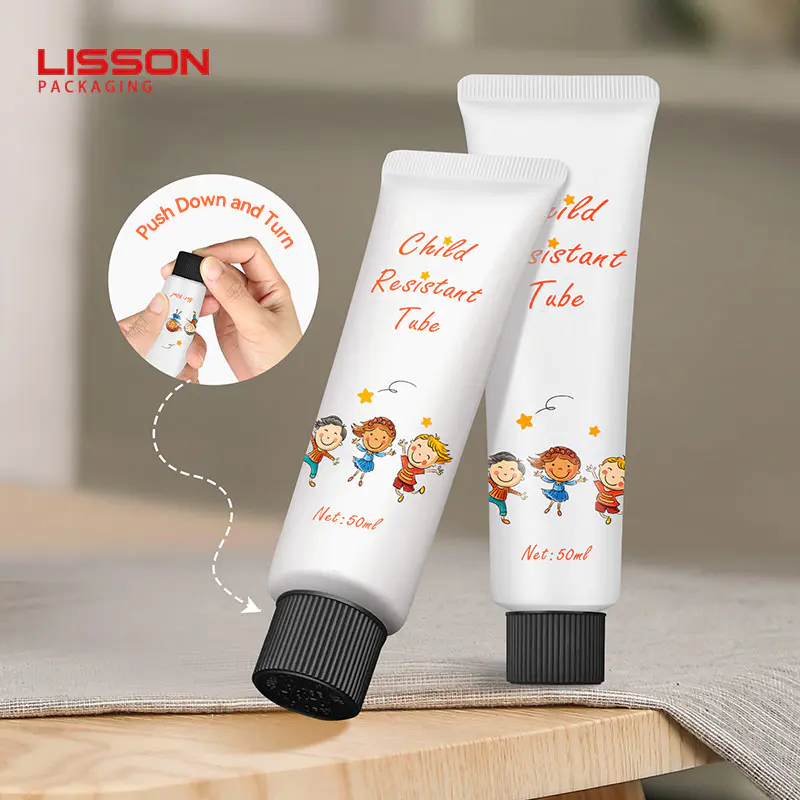 LISSON
PACKAGING
Push Down and Turn
Child
Resistant
Tube
Net:50ml
Child
Resistant
Tube
Net:50ml